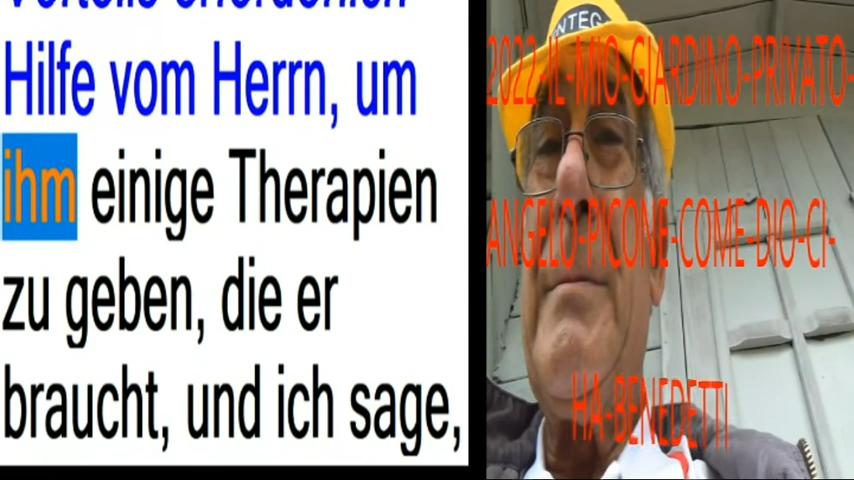 Hilfe vom Herrn, um
ihm einige Therapien
zu geben, die er
braucht, und ich sage,
NTEG
2022-IL-MIO-GIARDINO-PRIVATO-
ANGELO-PICONE-COME-DIO-CI-
HA-BENEDETTI